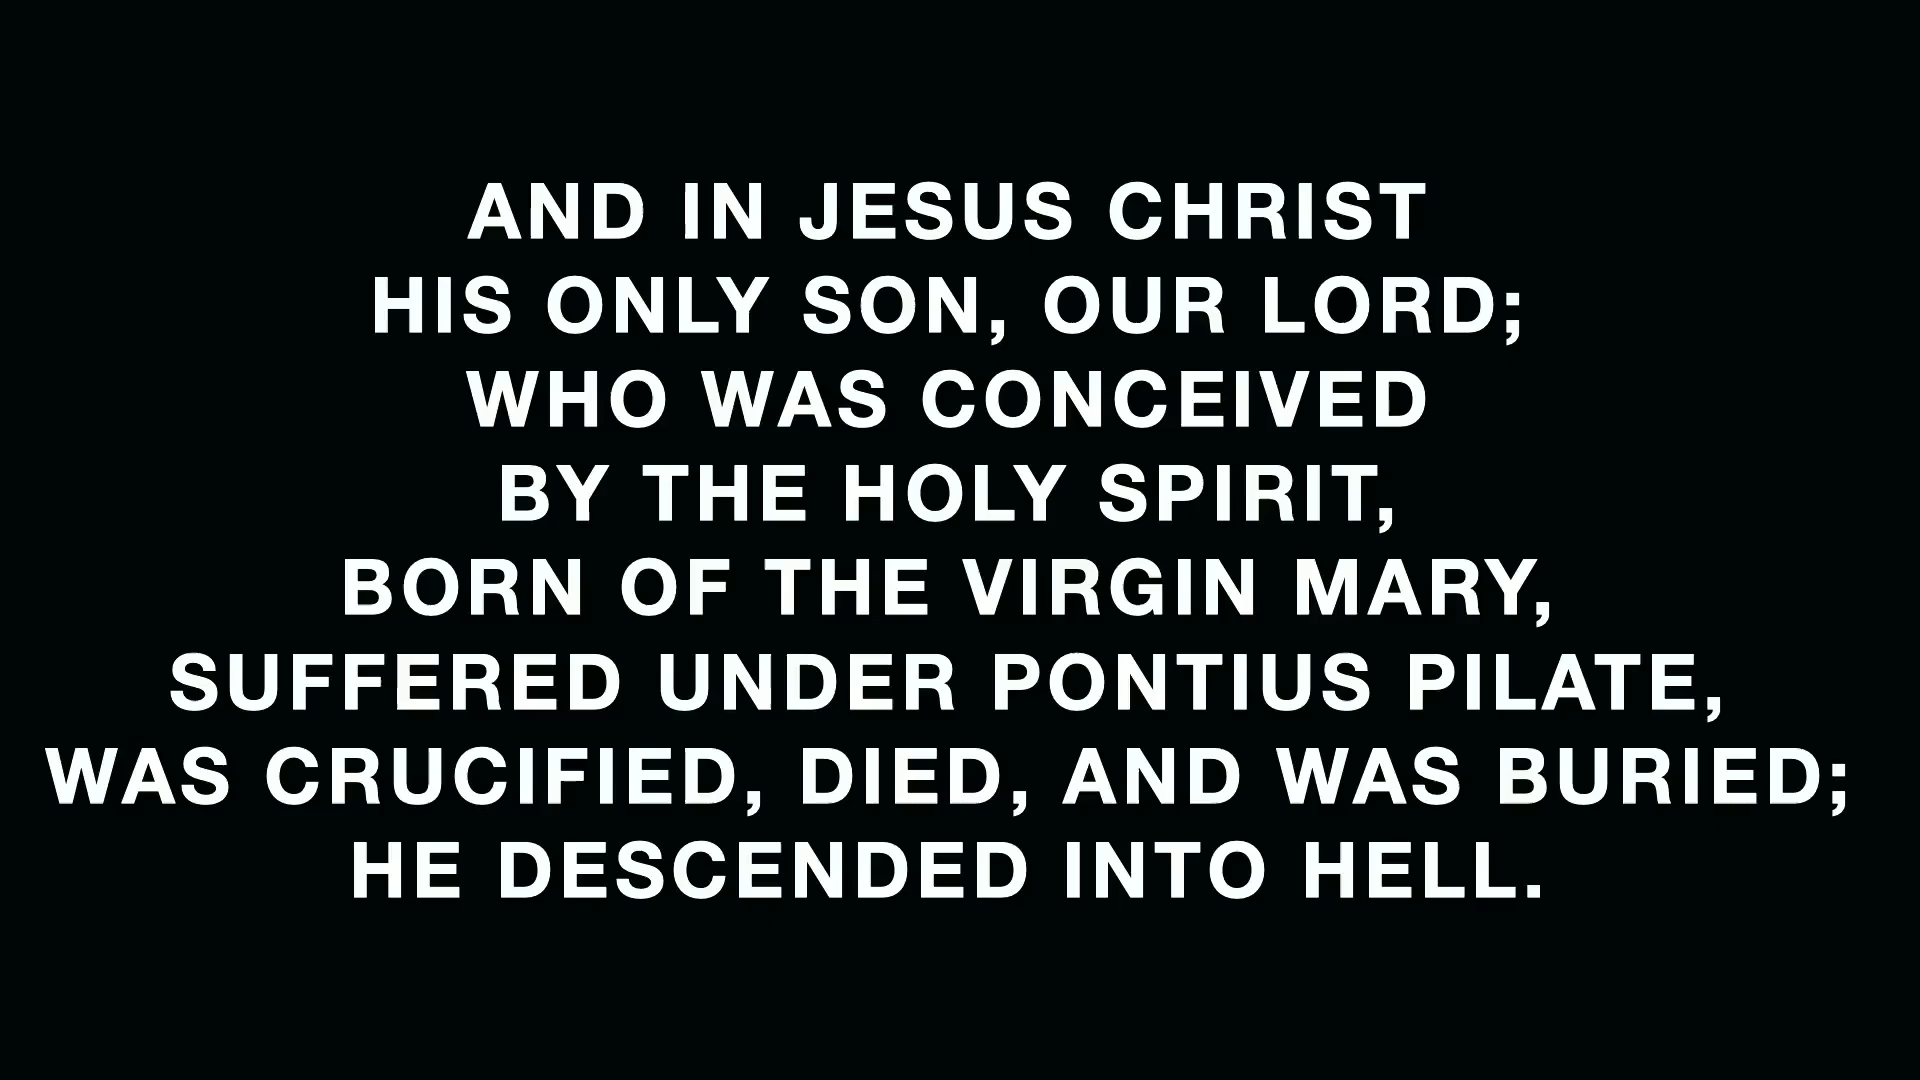 AND IN JESUS CHRIST
HIS ONLY SON, OUR LORD;
WHO WAS CONCEIVED
BY THE HOLY SPIRIT,
BORN OF THE VIRGIN MARY,
SUFFERED UNDER PONTIUS PILATE,
WAS CRUCIFIED, DIED, AND WAS BURIED;
HE DESCENDED INTO HELL.